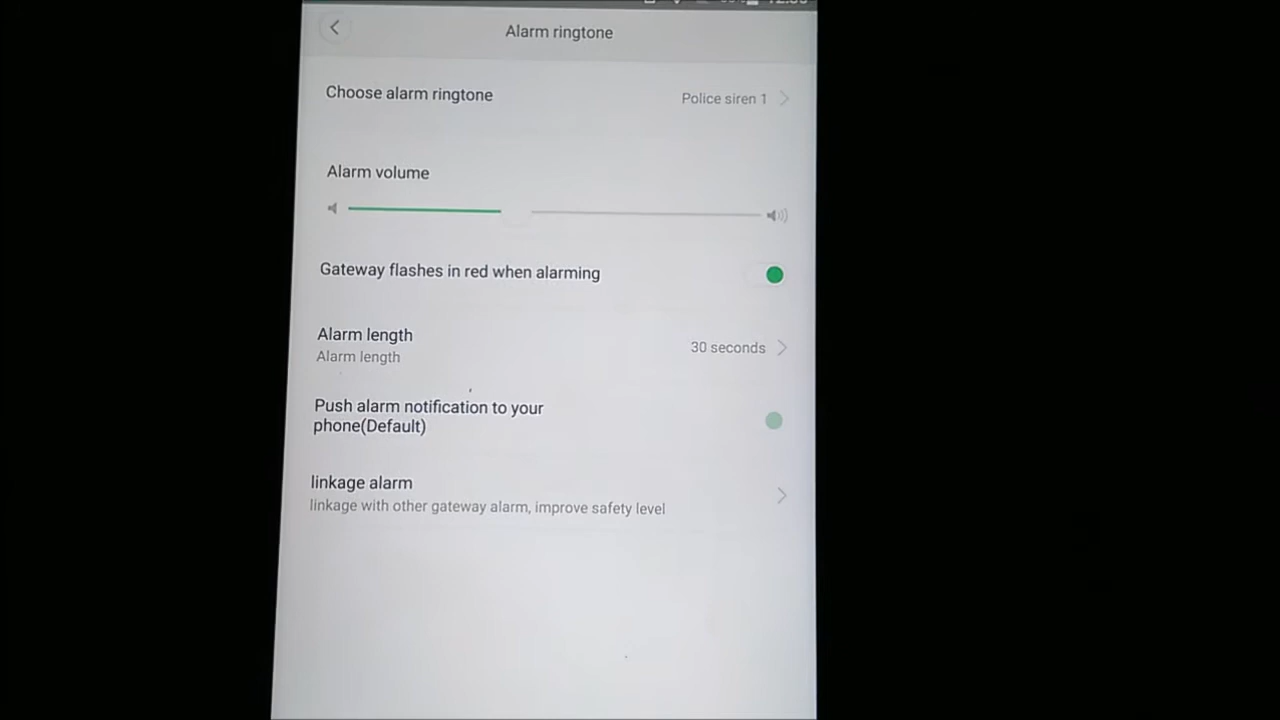 Alarm ringtone
Choose alarm ringtone
Police siren 1
Alarm volume
Gateway flashes in red when alarming
Alarm length
Alarm length
30 seconds
Push alarm notification to your
phone(Default)
linkage alarm
linkage with other gateway alarm, improve safety level